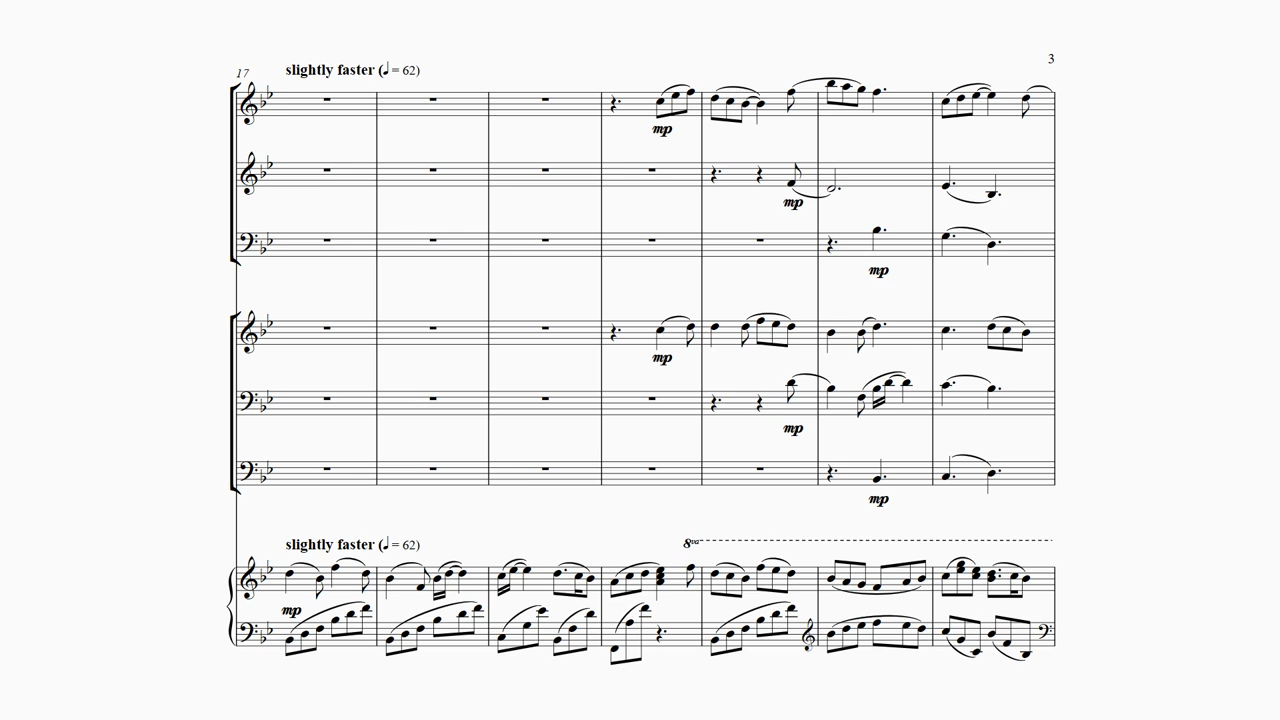 3
17
slightly faster (♩ = 62)
mp
mp
mp
mp
mp
mp
slightly faster (♩ = 62)
8va
mp